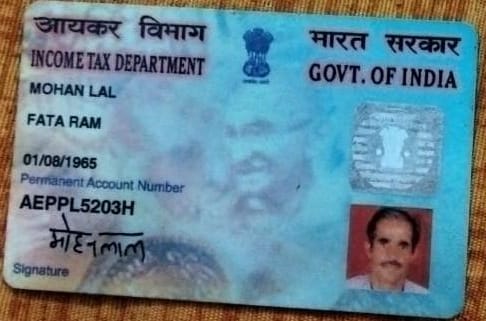 आयकर विभाग
भारत सरकार
INCOME TAX DEPARTMENT
GOVT. OF INDIA
MOHAN LAL
FATA RAM
01/08/1965
Permanent Account Number
AEPPL5203H
मोहनलाल
Signature